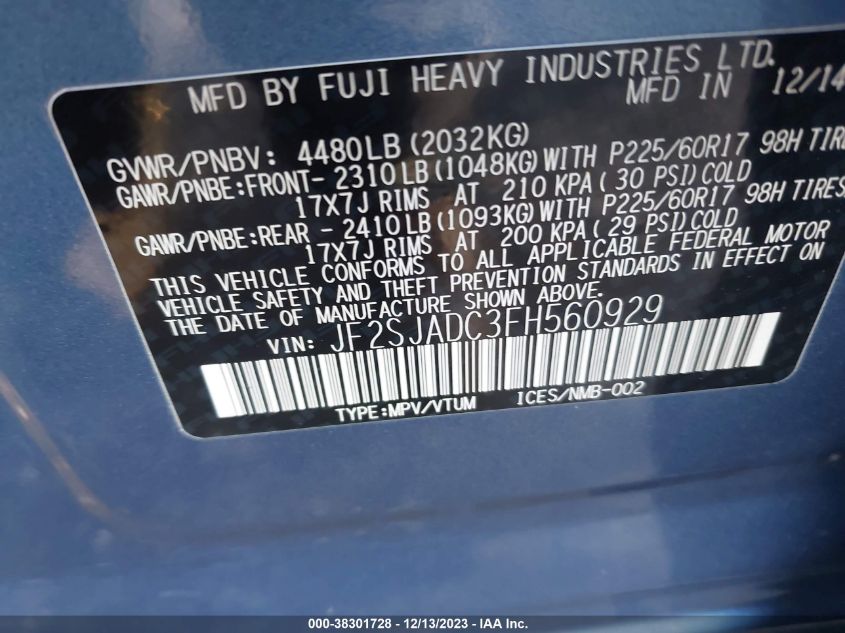 MFD BY FUJI HEAVY INDUSTRIES LTD.
MFD IN 12/14
GVWR/PNBV: 4480LB (2032KG)
GAWR/PNBE:FRONT- 2310LB (1048KG)WITH P225/60R17 98H TIRE
17X7J RIMS AT 210 KPA( 30 PSI)COLD
GAWR/PNBE:REAR - 2410LB (1093KG)WITH P225/60R17 98H TIRES
17X7J RIMS AT 200 KPA( 29 PSI)COLD
THIS VEHICLE CONFORMS TO ALL APPLICABLE FEDERAL MOTOR
VEHICLE SAFETY AND THEFT PREVENTION STANDARDS IN EFFECT ON
THE DATE OF MANUFACTURE SHOWN ABOVE.
VIN: JF2SJADC3FH560929
TYPE:MPV/VTUM ICES/NMB-002
000-38301728 - 12/13/2023 - IAA Inc.